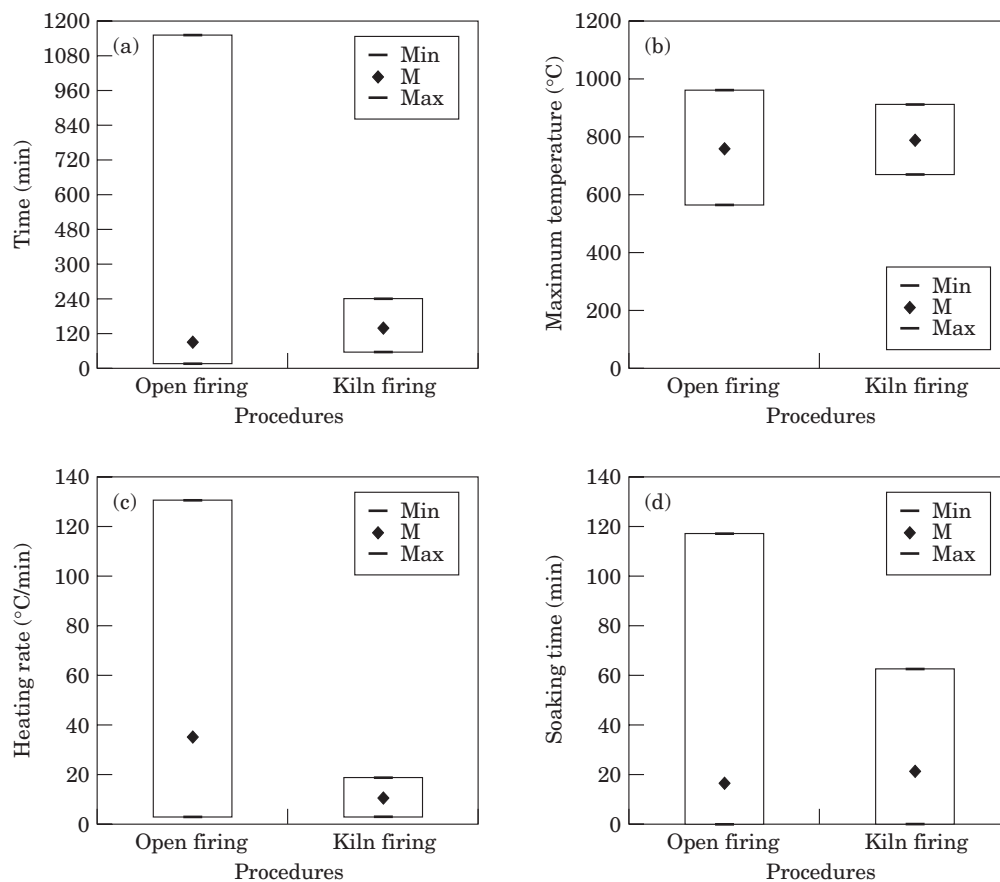 (a)
Time (min)
1200
1080
960
840
720
600
480
300
240
120
0
Min
M
Max
Open firing
Kiln firing
Procedures
(b)
Maximum temperature (°C)
1200
1000
800
600
400
200
0
Min
M
Max
Open firing
Kiln firing
Procedures
(c)
Heating rate (°C/min)
140
120
100
80
60
40
20
0
Min
M
Max
Open firing
Kiln firing
Procedures
(d)
Soaking time (min)
140
120
100
80
60
40
20
0
Min
M
Max
Open firing
Kiln firing
Procedures